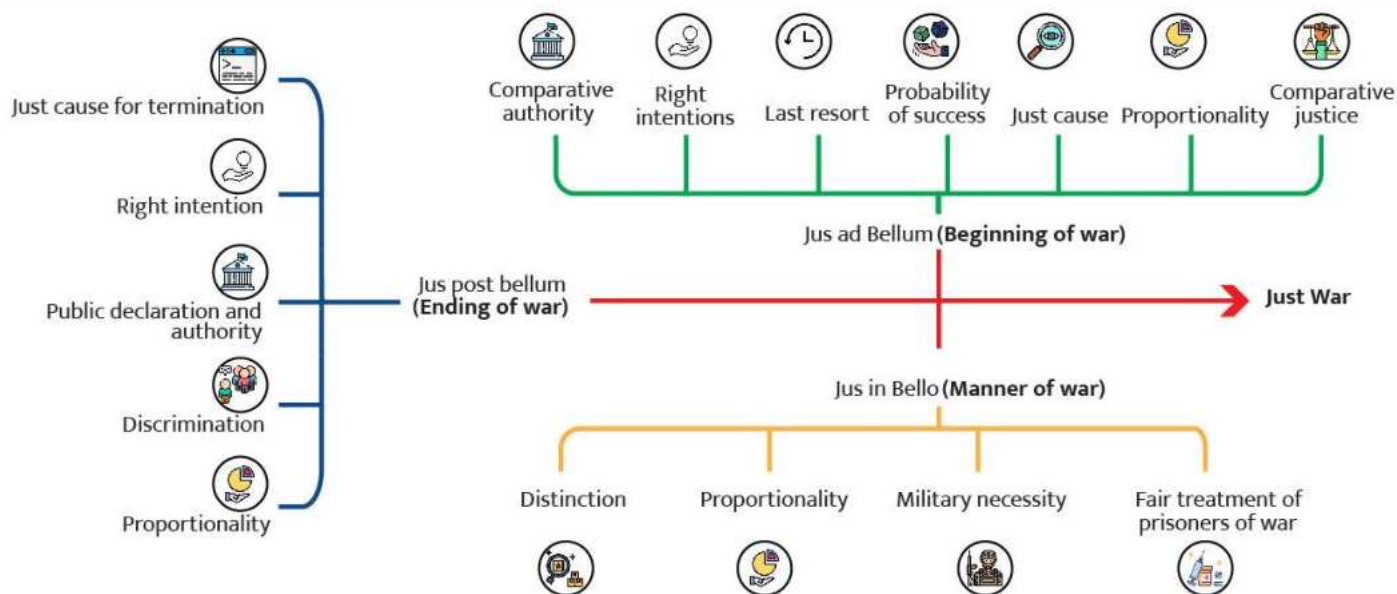 Just cause for termination
Right intention
Public declaration and
authority
Discrimination
Proportionality
Jus post bellum
(Ending of war)
Comparative
authority
Right
intentions
Last resort
Probability
of success
Just cause
Proportionality
Comparative
justice
Jus ad Bellum (Beginning of war)
Just War
Jus in Bello (Manner of war)
Distinction
Proportionality
Military necessity
Fair treatment of
prisoners of war